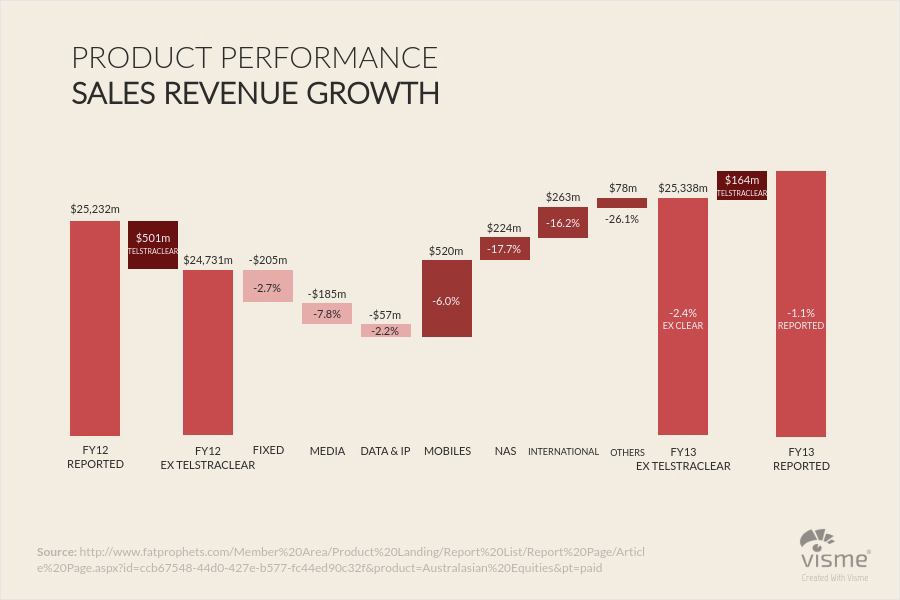 PRODUCT PERFORMANCE
SALES REVENUE GROWTH
$25,232m
$501m
TELSTRACLEAR
$24,731m
-$205m
-2.7%
-$185m
-7.8%
-$57m
-2.2%
$520m
-6.0%
$224m
-17.7%
$263m
-16.2%
$78m
-26.1%
$25,338m
-2.4%
EX CLEAR
$164m
TELSTRACLEAR
-1.1%
REPORTED
FY12
REPORTED
FY12
EX TELSTRACLEAR
FIXED
MEDIA
DATA & IP
MOBILES
NAS
INTERNATIONAL
OTHERS
FY13
EX TELSTRACLEAR
FY13
REPORTED
Source: http://www.fatprophets.com/Member%20Area/Product%20Landing/Report%20List/Report%20Page/Articl
e%20Page.aspx?id=ccb67548-44d0-427e-b577-fc44ed90c32f&product=Australasian%20Equities&pt=paid
visme®
Created With Visme